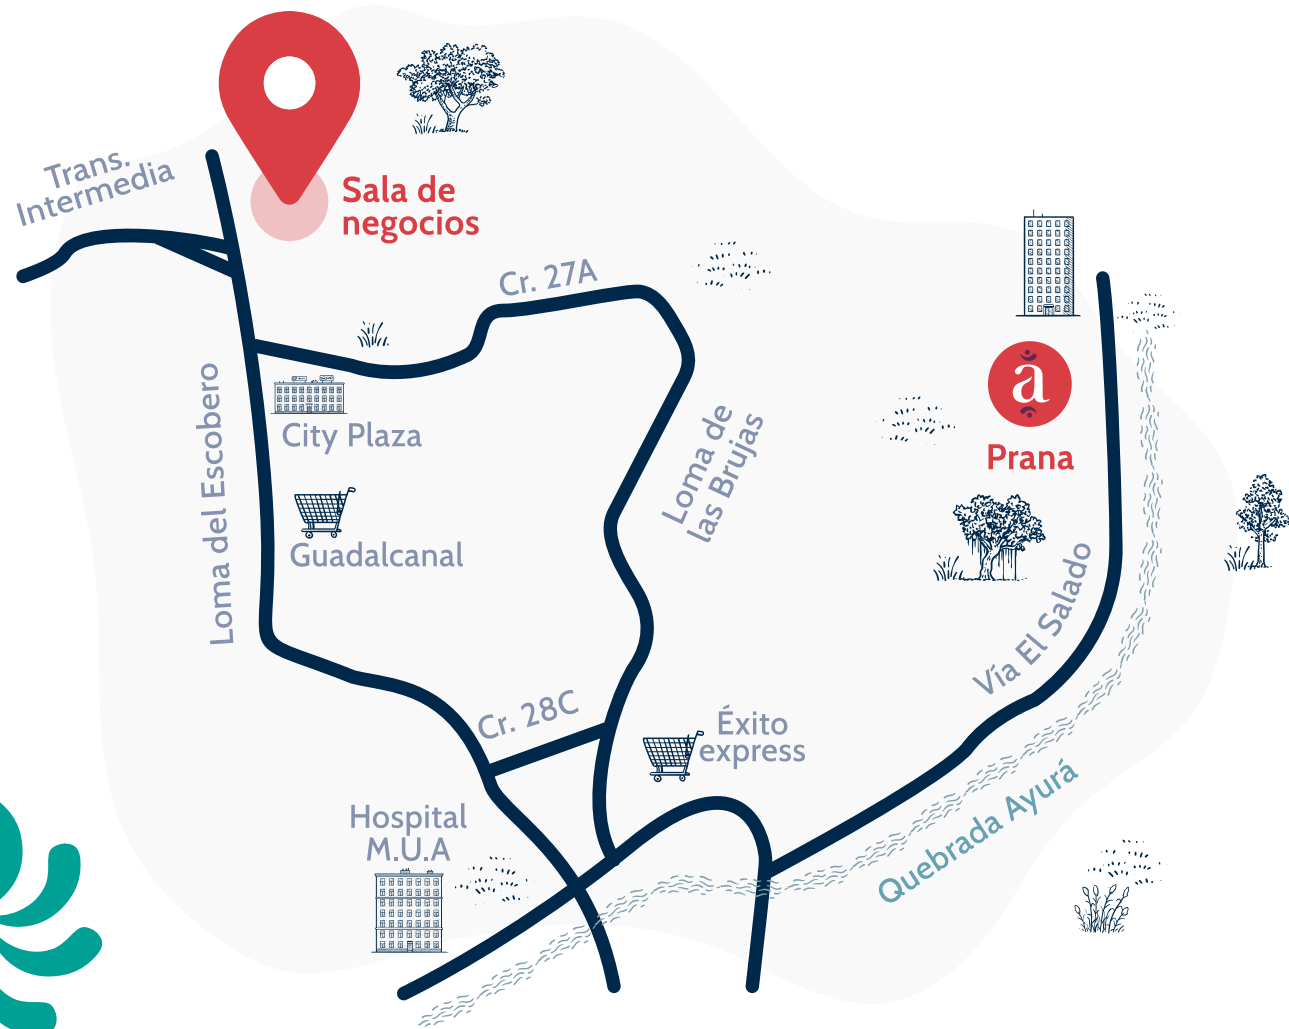 Trans.
Intermedia
Sala de
negocios
Cr. 27A
City Plaza
Guadalcanal
Loma del Escobero
Loma de
las Brujas
ā
Prana
Vía El Salado
Cr. 28C
Éxito
express
Hospital
M.U.A
Quebrada Ayurá